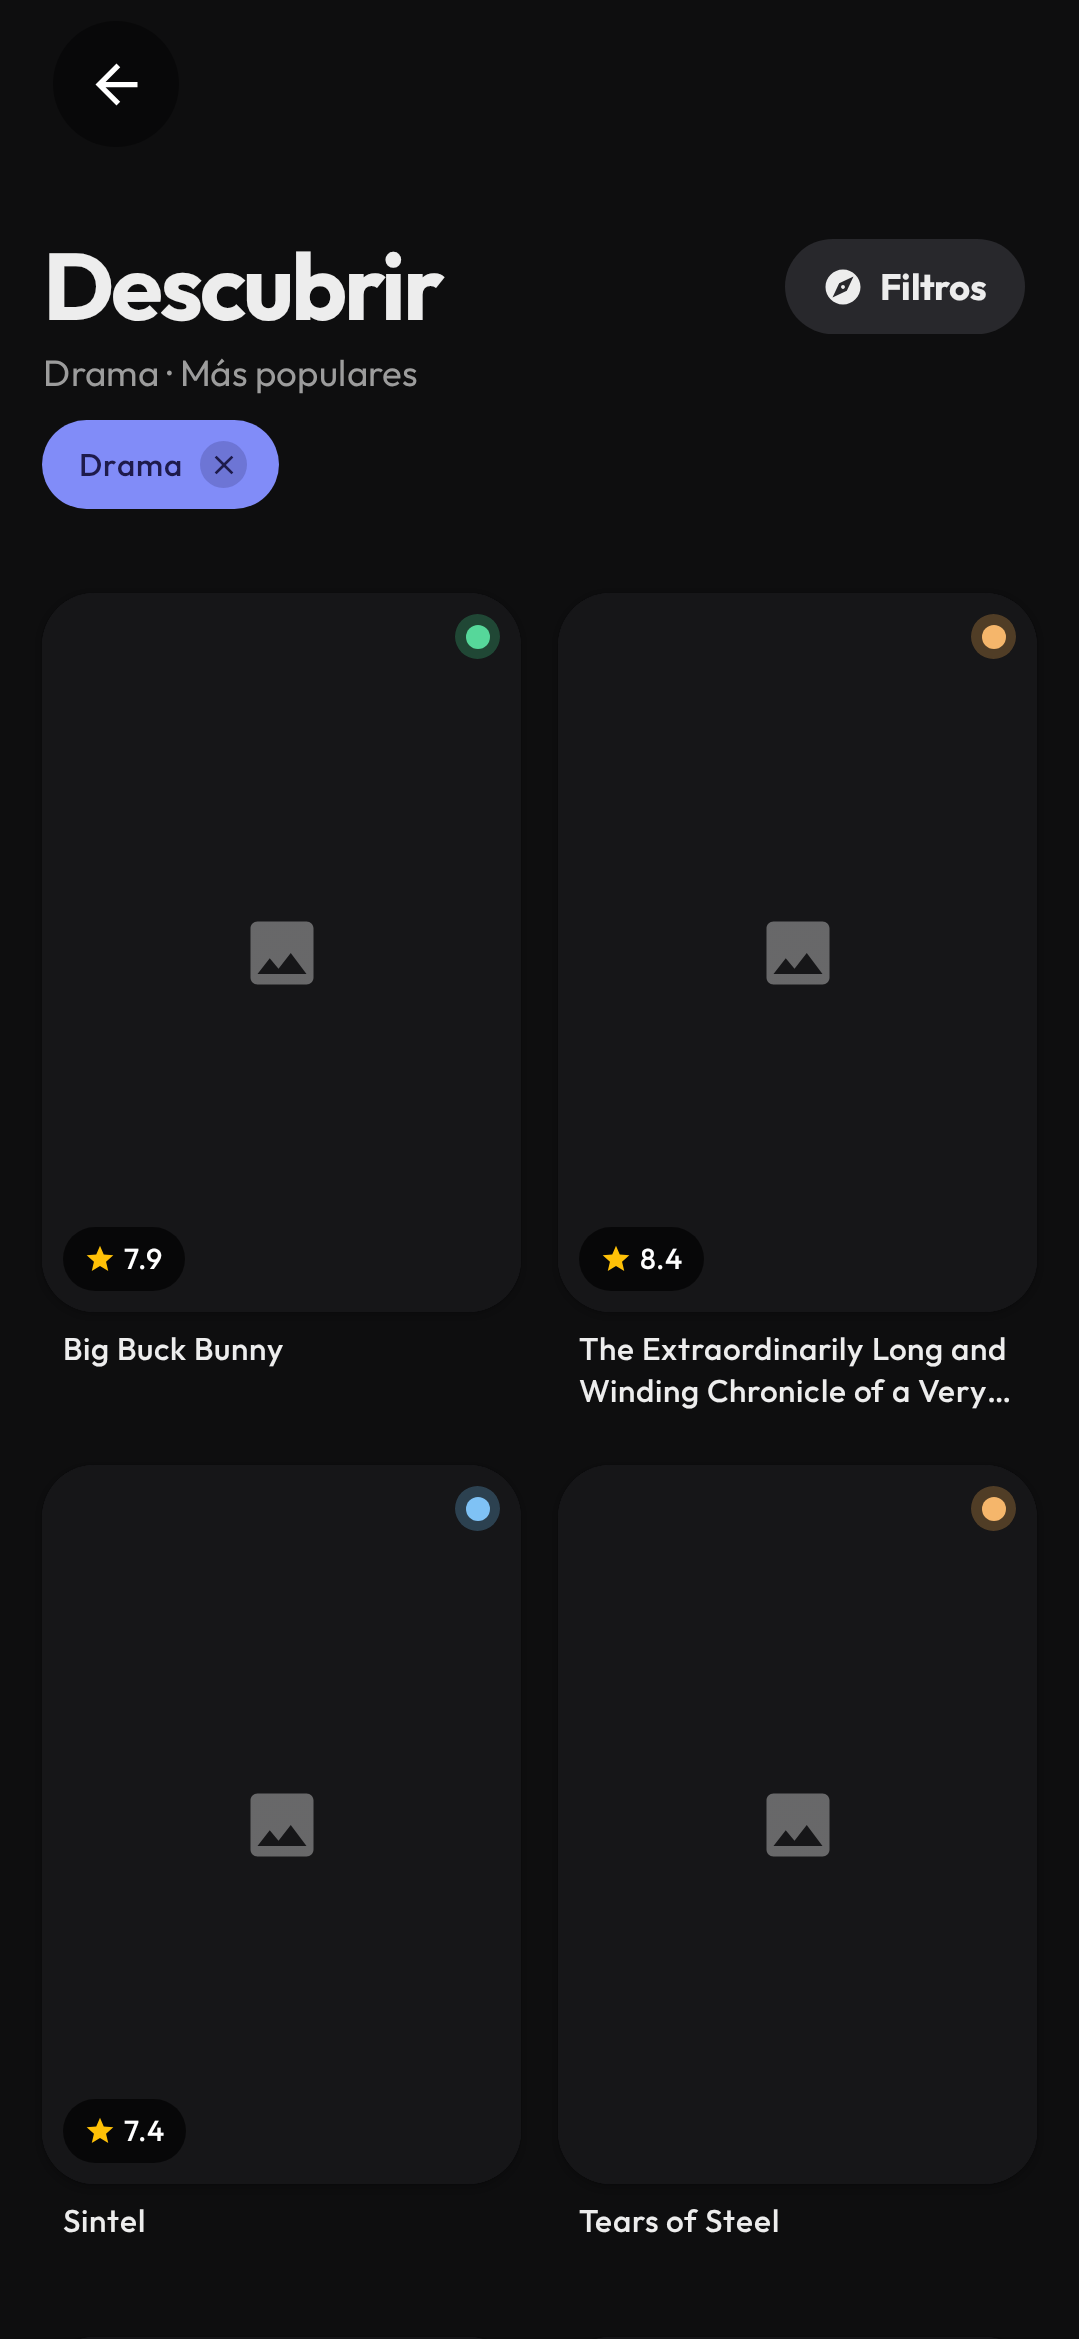 Descubrir
Filtros
Drama · Más populares
Drama
7.9
8.4
Big Buck Bunny
The Extraordinarily Long and
Winding Chronicle of a Very...
7.4
Sintel
Tears of Steel